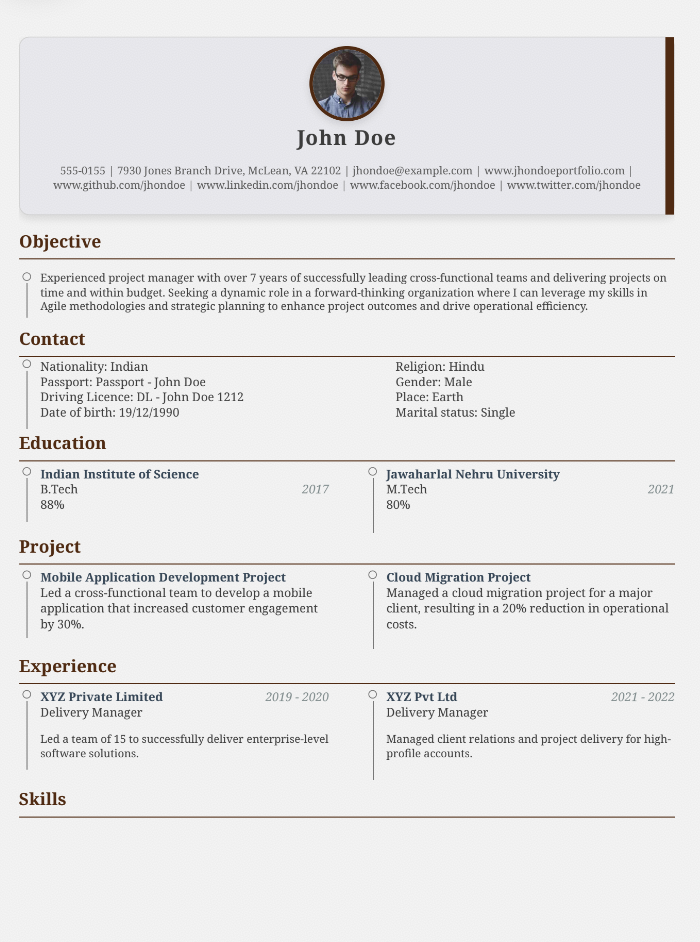 John Doe
555-0155 | 7930 Jones Branch Drive, McLean, VA 22102 | jhondoe@example.com | www.jhondoeportfolio.com |
www.github.com/jhondoe | www.linkedin.com/jhondoe | www.facebook.com/jhondoe | www.twitter.com/jhondoe
Objective
Experienced project manager with over 7 years of successfully leading cross-functional teams and delivering projects on
time and within budget. Seeking a dynamic role in a forward-thinking organization where I can leverage my skills in
Agile methodologies and strategic planning to enhance project outcomes and drive operational efficiency.
Contact
Nationality: Indian
Passport: Passport - John Doe
Driving Licence: DL - John Doe 1212
Date of birth: 19/12/1990
Religion: Hindu
Gender: Male
Place: Earth
Marital status: Single
Education
Indian Institute of Science
B.Tech 2017
88%
Jawaharlal Nehru University
M.Tech 2021
80%
Project
Mobile Application Development Project
Led a cross-functional team to develop a mobile
application that increased customer engagement
by 30%.
Cloud Migration Project
Managed a cloud migration project for a major
client, resulting in a 20% reduction in operational
costs.
Experience
XYZ Private Limited 2019 - 2020
Delivery Manager
Led a team of 15 to successfully deliver enterprise-level
software solutions.
XYZ Pvt Ltd 2021 - 2022
Delivery Manager
Managed client relations and project delivery for high-
profile accounts.
Skills